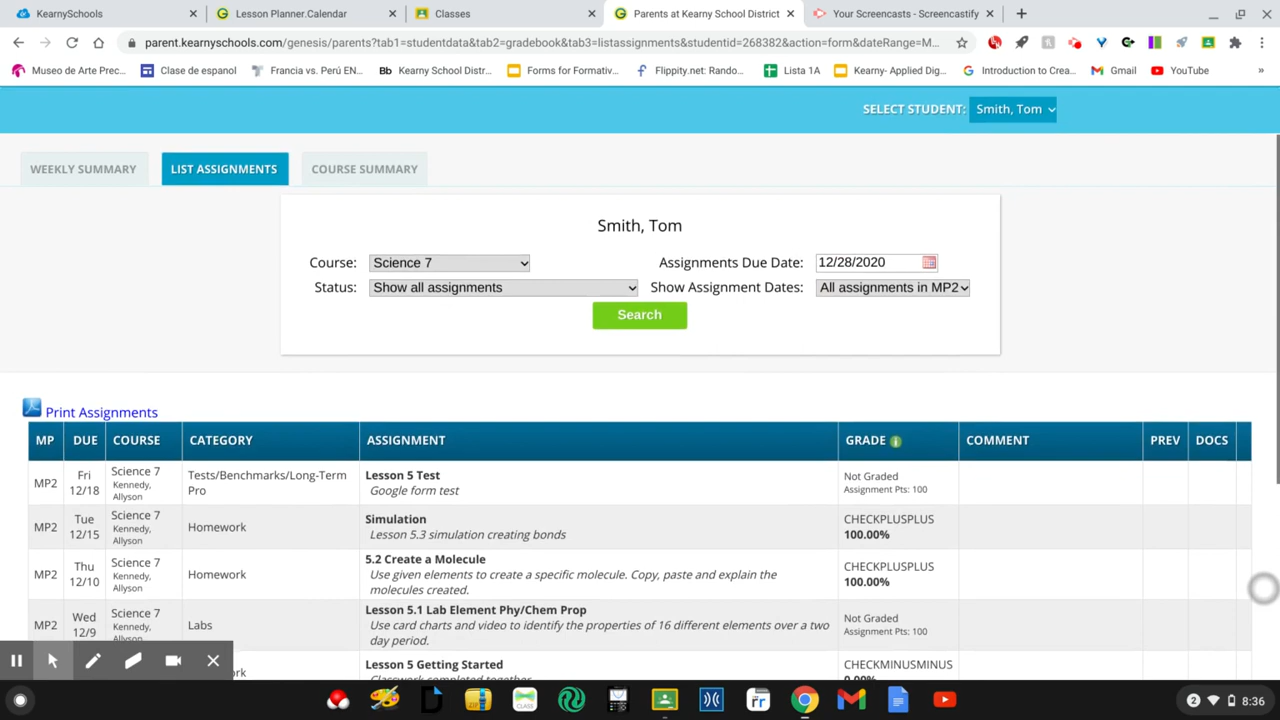 KearnySchools
Lesson Planner.Calendar
Classes
Parents at Kearny School District
Your Screencasts - Screencastify
parent.kearnyschools.com/genesis/parents?tab1=studentdata&tab2=gradebook&tab3=listassignments&studentid=268382&action=form&dateRange=M...
Museo de Arte Prec...
Clase de espanol
Francia vs. Perú EN...
Bb Kearny School Distr...
Forms for Formativ...
Flippity.net: Rando...
Lista 1A
Kearny- Applied Dig...
Introduction to Crea...
Gmail
YouTube
»
SELECT STUDENT: Smith, Tom
WEEKLY SUMMARY
LIST ASSIGNMENTS
COURSE SUMMARY
Smith, Tom
Course: Science 7
Assignments Due Date: 12/28/2020
Status: Show all assignments
Show Assignment Dates: All assignments in MP2
Search
Print Assignments
MP DUE COURSE CATEGORY ASSIGNMENT GRADE COMMENT PREV DOCS
MP2
Fri
12/18
Science 7
Kennedy,
Allyson
Tests/Benchmarks/Long-Term
Pro
Lesson 5 Test
Google form test
Not Graded
Assignment Pts: 100
MP2
Tue
12/15
Science 7
Kennedy,
Allyson
Homework
Simulation
Lesson 5.3 simulation creating bonds
CHECKPLUSPLUS
100.00%
MP2
Thu
12/10
Science 7
Kennedy,
Allyson
Homework
5.2 Create a Molecule
Use given elements to create a specific molecule. Copy, paste and explain the
molecules created.
CHECKPLUSPLUS
100.00%
MP2
Wed
12/9
Science 7
Kennedy,
Allyson
Labs
Lesson 5.1 Lab Element Phy/Chem Prop
Use card charts and video to identify the properties of 16 different elements over a two
day period.
Not Graded
Assignment Pts: 100
Lesson 5 Getting Started
Classwork completed together
CHECKMINUSMINUS
0.00%
CLASS
2
8:36